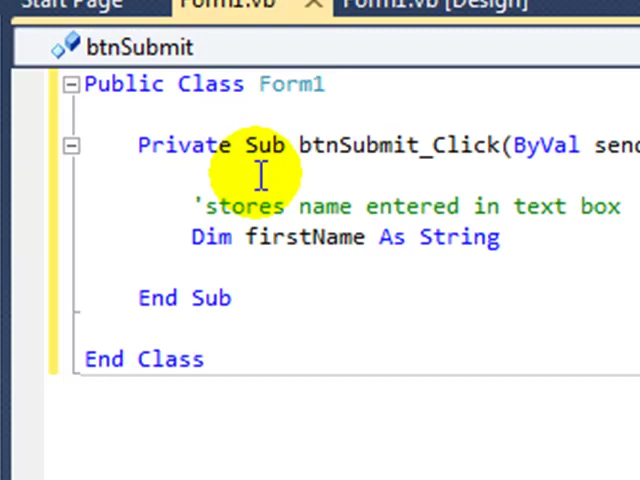 Start Page Form1.vb Form1.vb [Design]
btnSubmit
Public Class Form1
Private Sub btnSubmit_Click(ByVal send
'stores name entered in text box
Dim firstName As String
End Sub
End Class